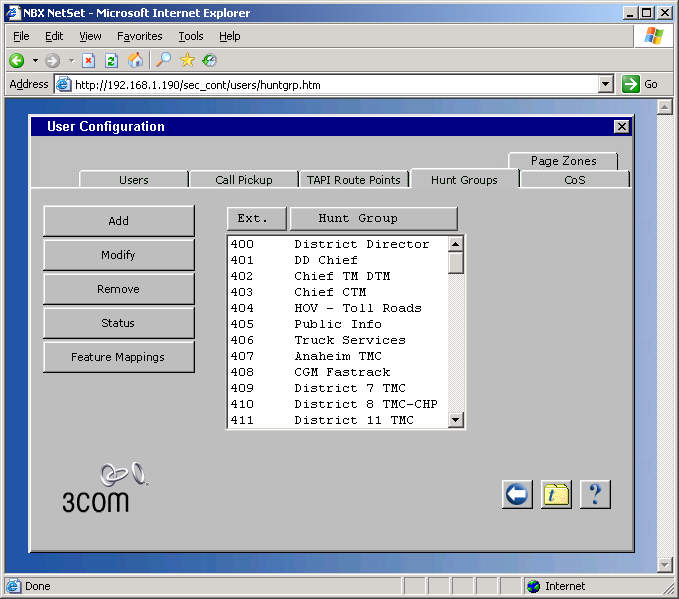 NBX NetSet - Microsoft Internet Explorer
File Edit View Favorites Tools Help
Address http://192.168.1.190/sec_cont/users/huntgrp.htm Go
User Configuration
Page Zones
Users Call Pickup TAPI Route Points Hunt Groups CoS
Add
Modify
Remove
Status
Feature Mappings
Ext. Hunt Group
400 District Director
401 DD Chief
402 Chief TM DTM
403 Chief CTM
404 HOV - Toll Roads
405 Public Info
406 Truck Services
407 Anaheim TMC
408 CGM Fastrack
409 District 7 TMC
410 District 8 TMC-CHP
411 District 11 TMC
3COM
t ?
Done Internet